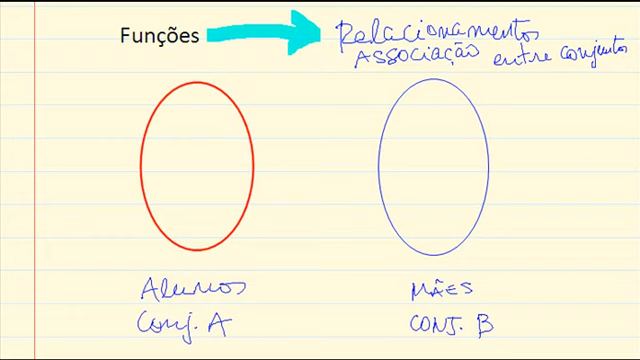 Funções Relacionamentos
ASSOCIAÇÃO entre conjuntos
Alunos MÃES
Conj. A CONJ. B